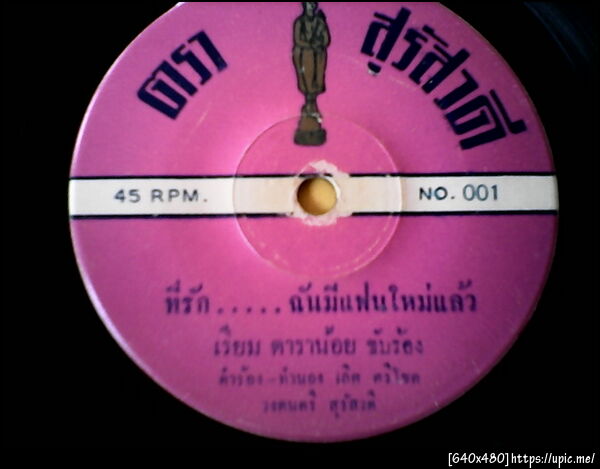 ตรา สุรัสวดี
45 RPM. NO. 001
ที่รัก.....ฉันมีแฟนใหม่แล้ว
เรียม ดาราน้อย ขับร้อง
คำร้อง-ทำนอง เลิศ ศรีโชค
วงดนตรี สุรัสวดี
[640x480]https://upic.me/